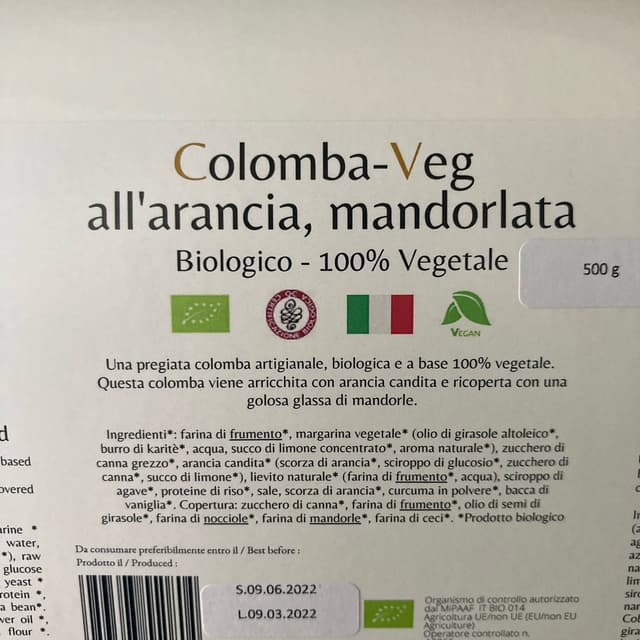 Colomba-Veg
all'arancia, mandorlata
Biologico - 100% Vegetale
500 g
CERTIFICAZIONE
VEGAN
Una pregiata colomba artigianale, biologica e a base 100% vegetale.
Questa colomba viene arricchita con arancia candita e ricoperta con una
golosa glassa di mandorle.
Ingredienti*: farina di frumento*, margarina vegetale* (olio di girasole altoleico*,
burro di karitè*, acqua, succo di limone concentrato*, aroma naturale*), zucchero di
canna grezzo*, arancia candita* (scorza di arancia*, sciroppo di glucosio*, zucchero di
canna*, succo di limone*), lievito naturale* (farina di frumento*, acqua), sciroppo di
agave*, proteine di riso*, sale, scorza di arancia*, curcuma in polvere*, bacca di
vaniglia*. Copertura: zucchero di canna*, farina di frumento*, olio di semi di
girasole*, farina di nocciole*, farina di mandorle*, farina di ceci*. *Prodotto biologico
Da consumare preferibilmente entro il / Best before :
Prodotto il / Produced :
S.09.06.2022
L.09.03.2022
Organismo di controllo autorizzato
dal MiPAAF IT BIO 014
Agricoltura UE/non UE (EU/non EU
Agriculture)
Operatore controllato n.
d
based
overed
arine *
water,
*), raw
glucose
yeast *
rotein *,
a bean*.
wer oil *,
flour *.